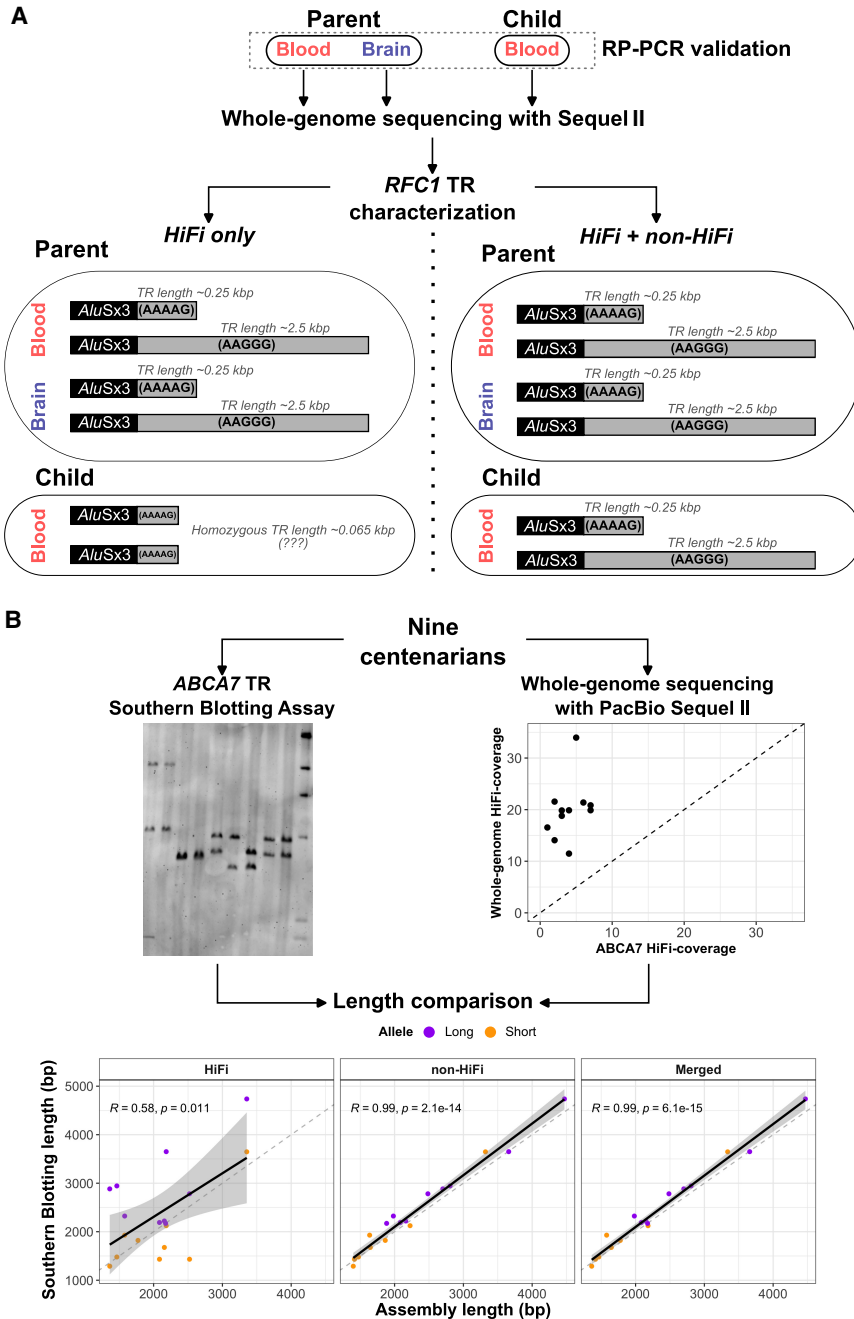 A
Parent
Child
Blood
Brain
Blood
RP-PCR validation
Whole-genome sequencing with Sequel II
RFC1 TR
characterization
HiFi only
HiFi + non-HiFi
Parent
Blood
TR length ~0.25 kbp
AluSx3 (AAAAG)
TR length ~2.5 kbp
AluSx3 (AAGGG)
Brain
TR length ~0.25 kbp
AluSx3 (AAAAG)
TR length ~2.5 kbp
AluSx3 (AAGGG)
Child
Blood
AluSx3 (AAAAG)
Homozygous TR length ~0.065 kbp
(???)
AluSx3 (AAAAG)
Parent
Blood
TR length ~0.25 kbp
AluSx3 (AAAAG)
TR length ~2.5 kbp
AluSx3 (AAGGG)
Brain
TR length ~0.25 kbp
AluSx3 (AAAAG)
TR length ~2.5 kbp
AluSx3 (AAGGG)
Child
Blood
TR length ~0.25 kbp
AluSx3 (AAAAG)
TR length ~2.5 kbp
AluSx3 (AAGGG)
B
Nine
centenarians
ABCA7 TR
Southern Blotting Assay
Whole-genome sequencing
with PacBio Sequel II
Whole-genome HiFi-coverage
30
20
10
0
0 10 20 30
ABCA7 HiFi-coverage
Length comparison
Allele Long Short
Southern Blotting length (bp)
HiFi
non-HiFi
Merged
5000
4000
3000
2000
1000
R = 0.58, p = 0.011
R = 0.99, p = 2.1e-14
R = 0.99, p = 6.1e-15
2000 3000 4000
2000 3000 4000
2000 3000 4000
Assembly length (bp)